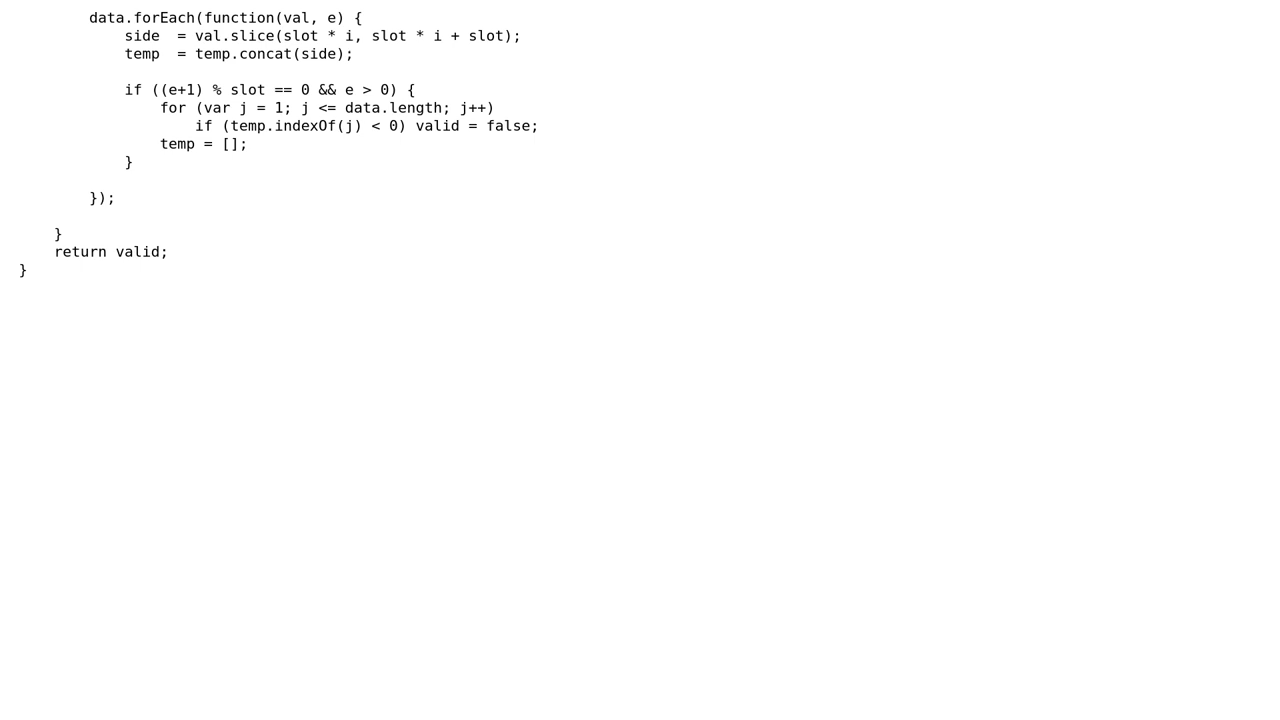 data.forEach(function(val, e) {
            side  = val.slice(slot * i, slot * i + slot);
            temp  = temp.concat(side);

            if ((e+1) % slot == 0 && e > 0) {
                for (var j = 1; j <= data.length; j++)
                    if (temp.indexOf(j) < 0) valid = false;
                temp = [];
            }

        });

    }
    return valid;
}